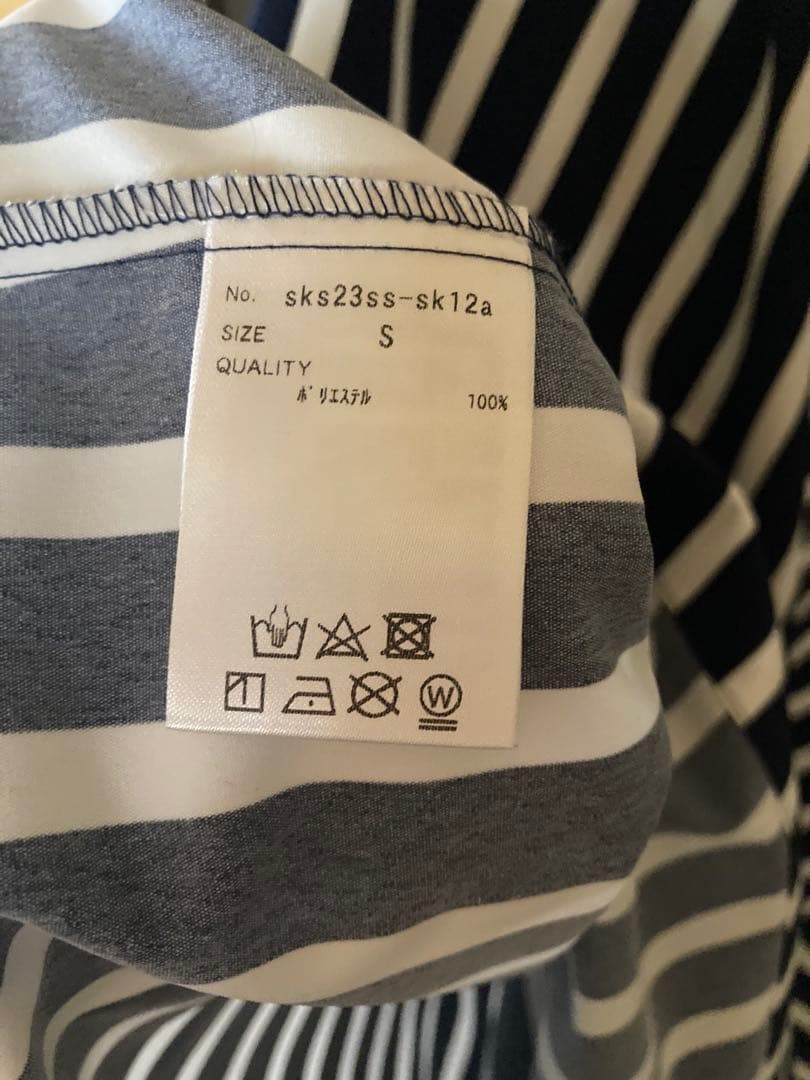 No. sks23ss-sk12a
SIZE S
QUALITY
ﾎﾟﾘｴｽﾃﾙ 100%
W